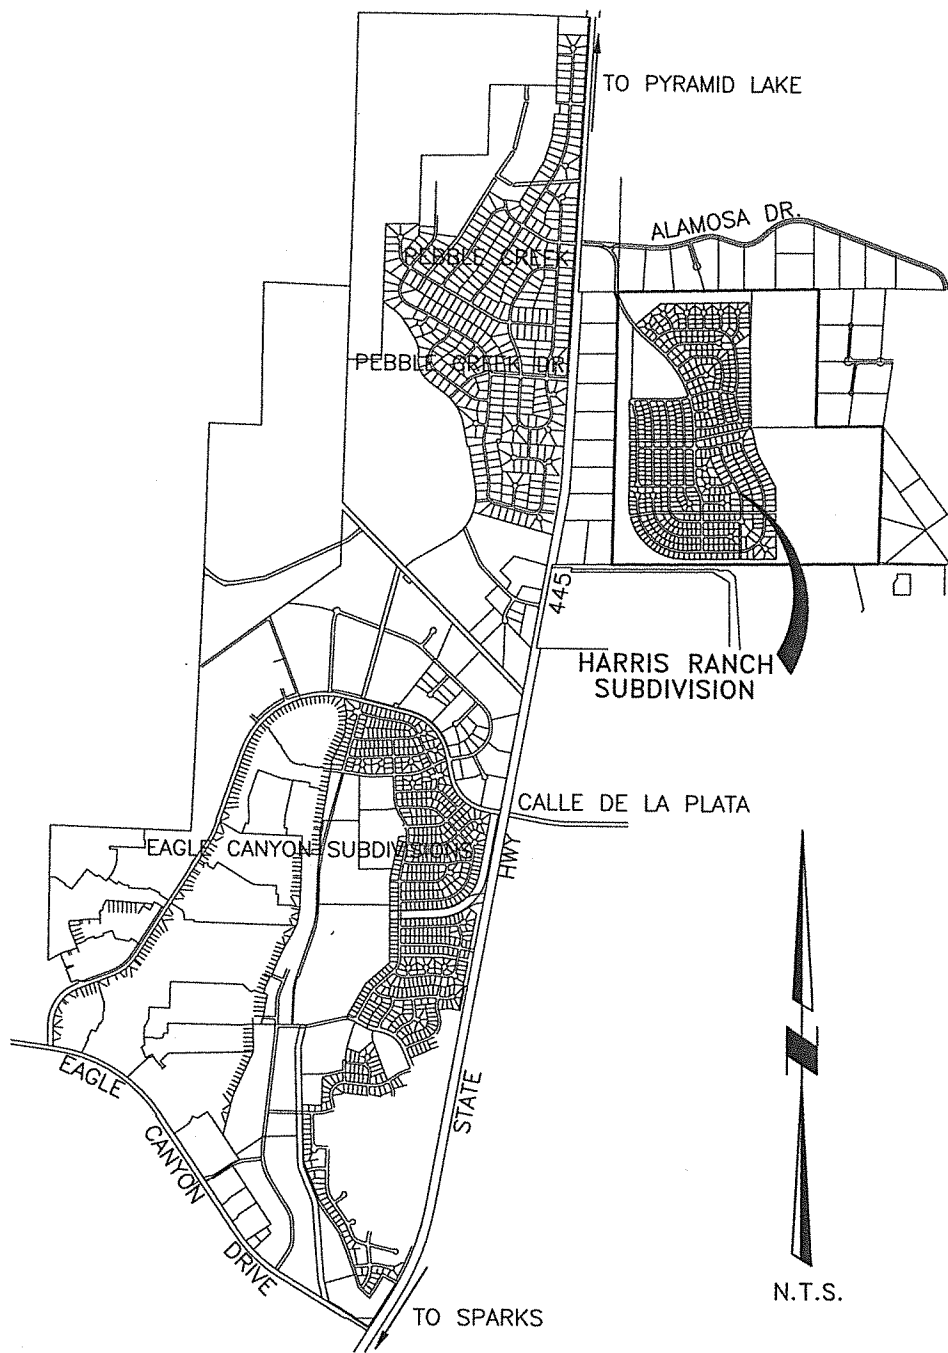 TO PYRAMID LAKE
ALAMOSA DR.
PEBBLE CREEK
PEBBLE CREEK DR.
445
HARRIS RANCH
SUBDIVISION
CALLE DE LA PLATA
HWY
EAGLE CANYON SUBDIVISIONS
STATE
EAGLE
CANYON
DRIVE
N.T.S.
TO SPARKS